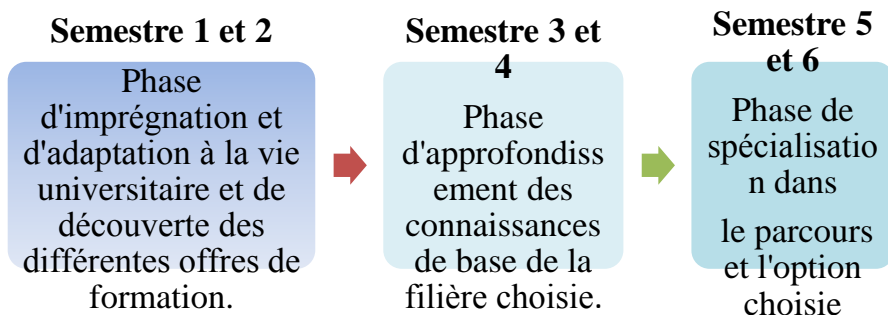 Semestre 1 et 2
Phase
d'imprégnation et
d'adaptation à la vie
universitaire et de
découverte des
différentes offres de
formation.
Semestre 3 et
4
Phase
d'approfondiss
ement des
connaissances
de base de la
filière choisie.
Semestre 5
et 6
Phase de
spécialisatio
n dans
le parcours
et l'option
choisie